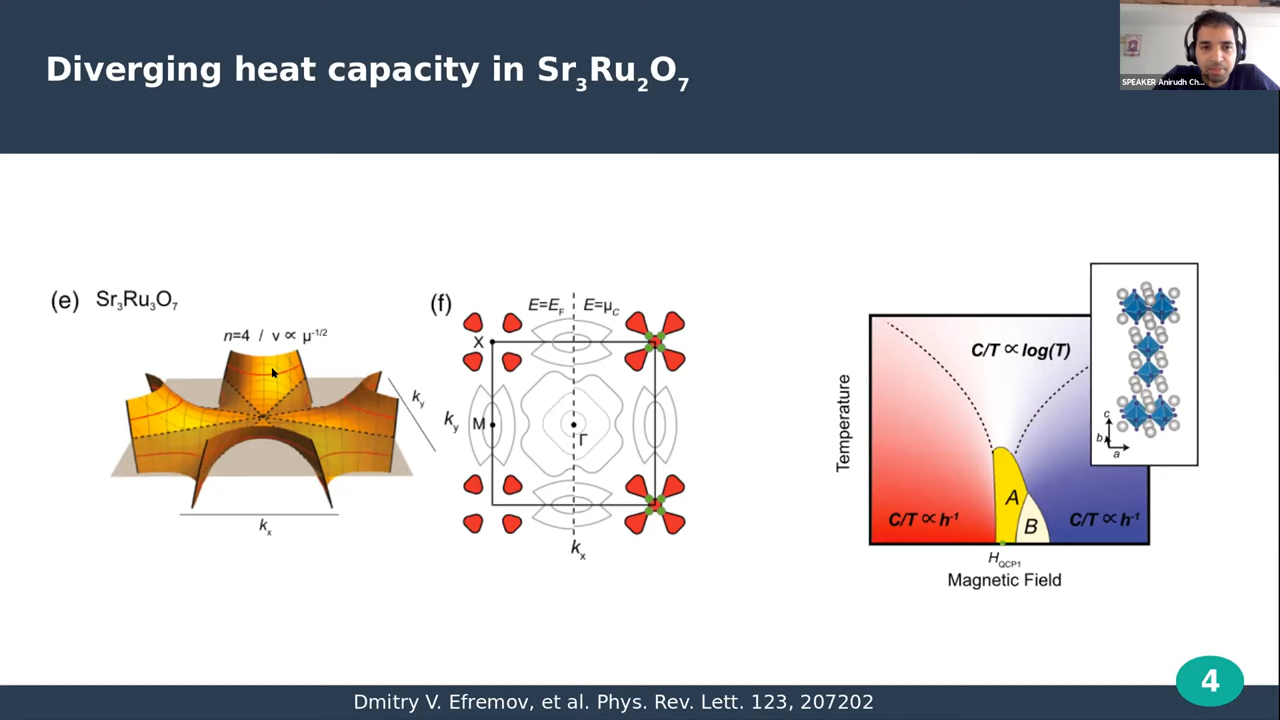 Diverging heat capacity in Sr₃Ru₂O₇
SPEAKER Anirudh Ch...
(e) Sr₃Ru₃O₇
n=4 / ν ∝ μ⁻¹/²
k_y
k_x
(f)
E=E_F E=μ_C
X
k_y M
Γ
k_x
Temperature
C/T ∝ log(T)
C/T ∝ h⁻¹
A
B
C/T ∝ h⁻¹
H_QCP1
Magnetic Field
c
b
a
4
Dmitry V. Efremov, et al. Phys. Rev. Lett. 123, 207202